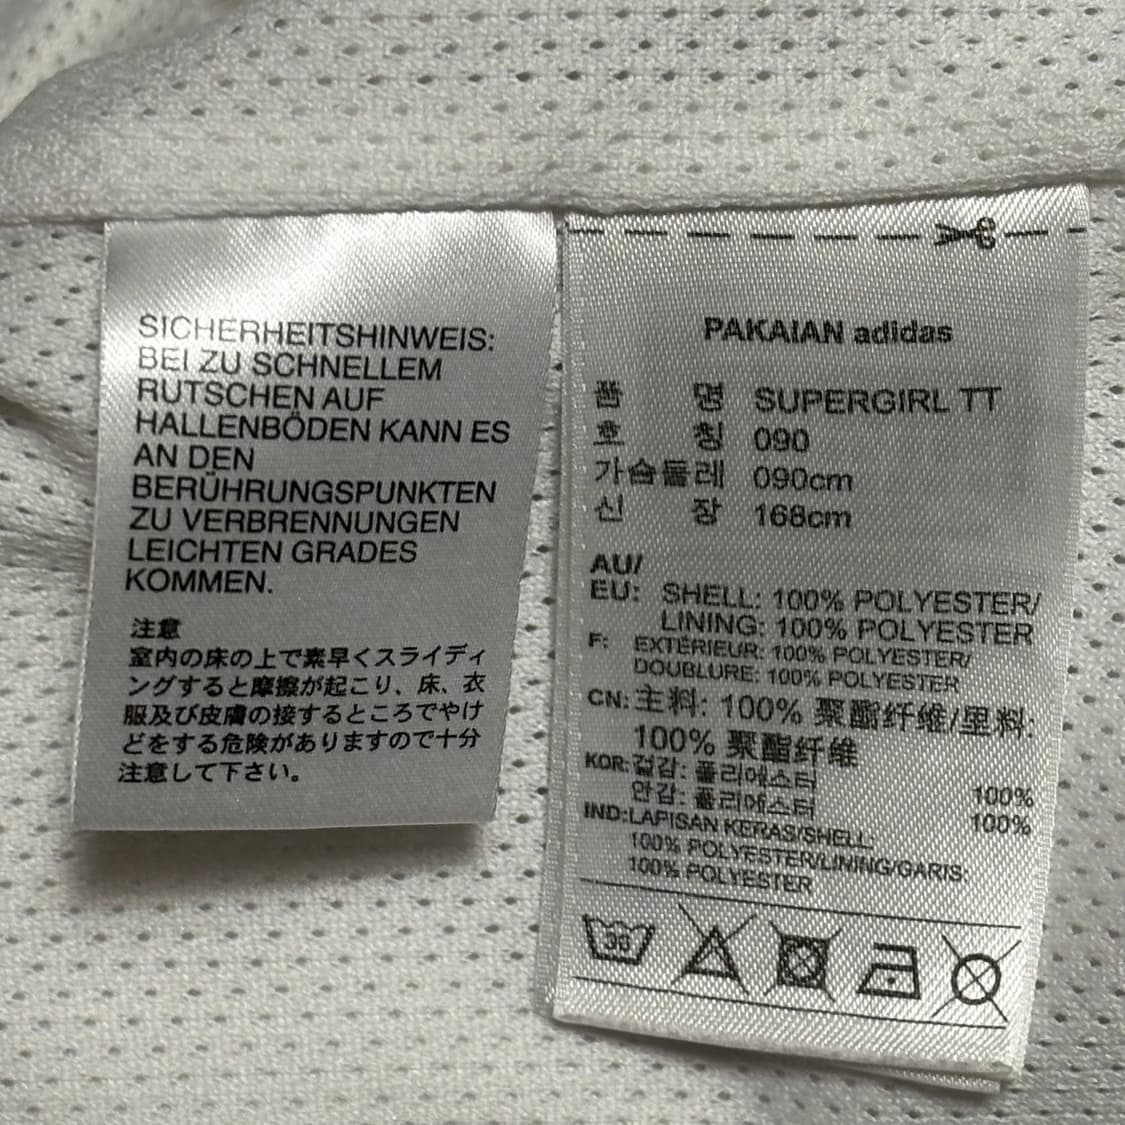 SICHERHEITSHINWEIS:
BEI ZU SCHNELLEM
RUTSCHEN AUF
HALLENBÖDEN KANN ES
AN DEN
BERÜHRUNGSPUNKTEN
ZU VERBRENNUNGEN
LEICHTEN GRADES
KOMMEN.
注意
室内の床の上で素早くスライディ
ングすると摩擦が起こり、床、衣
服及び皮膚の接するところでやけ
どをする危険がありますので十分
注意して下さい。
PAKAIAN adidas
품 명 SUPERGIRL TT
호 칭 090
가슴둘레 090cm
신 장 168cm
AU/
EU: SHELL: 100% POLYESTER/
LINING: 100% POLYESTER
F: EXTÉRIEUR: 100% POLYESTER/
DOUBLURE: 100% POLYESTER
CN: 主料: 100% 聚酯纤维/里料:
100% 聚酯纤维
KOR: 겉감: 폴리에스터 100%
안감: 폴리에스터 100%
IND: LAPISAN KERAS/SHELL:
100% POLYESTER/LINING/GARIS:
100% POLYESTER
30